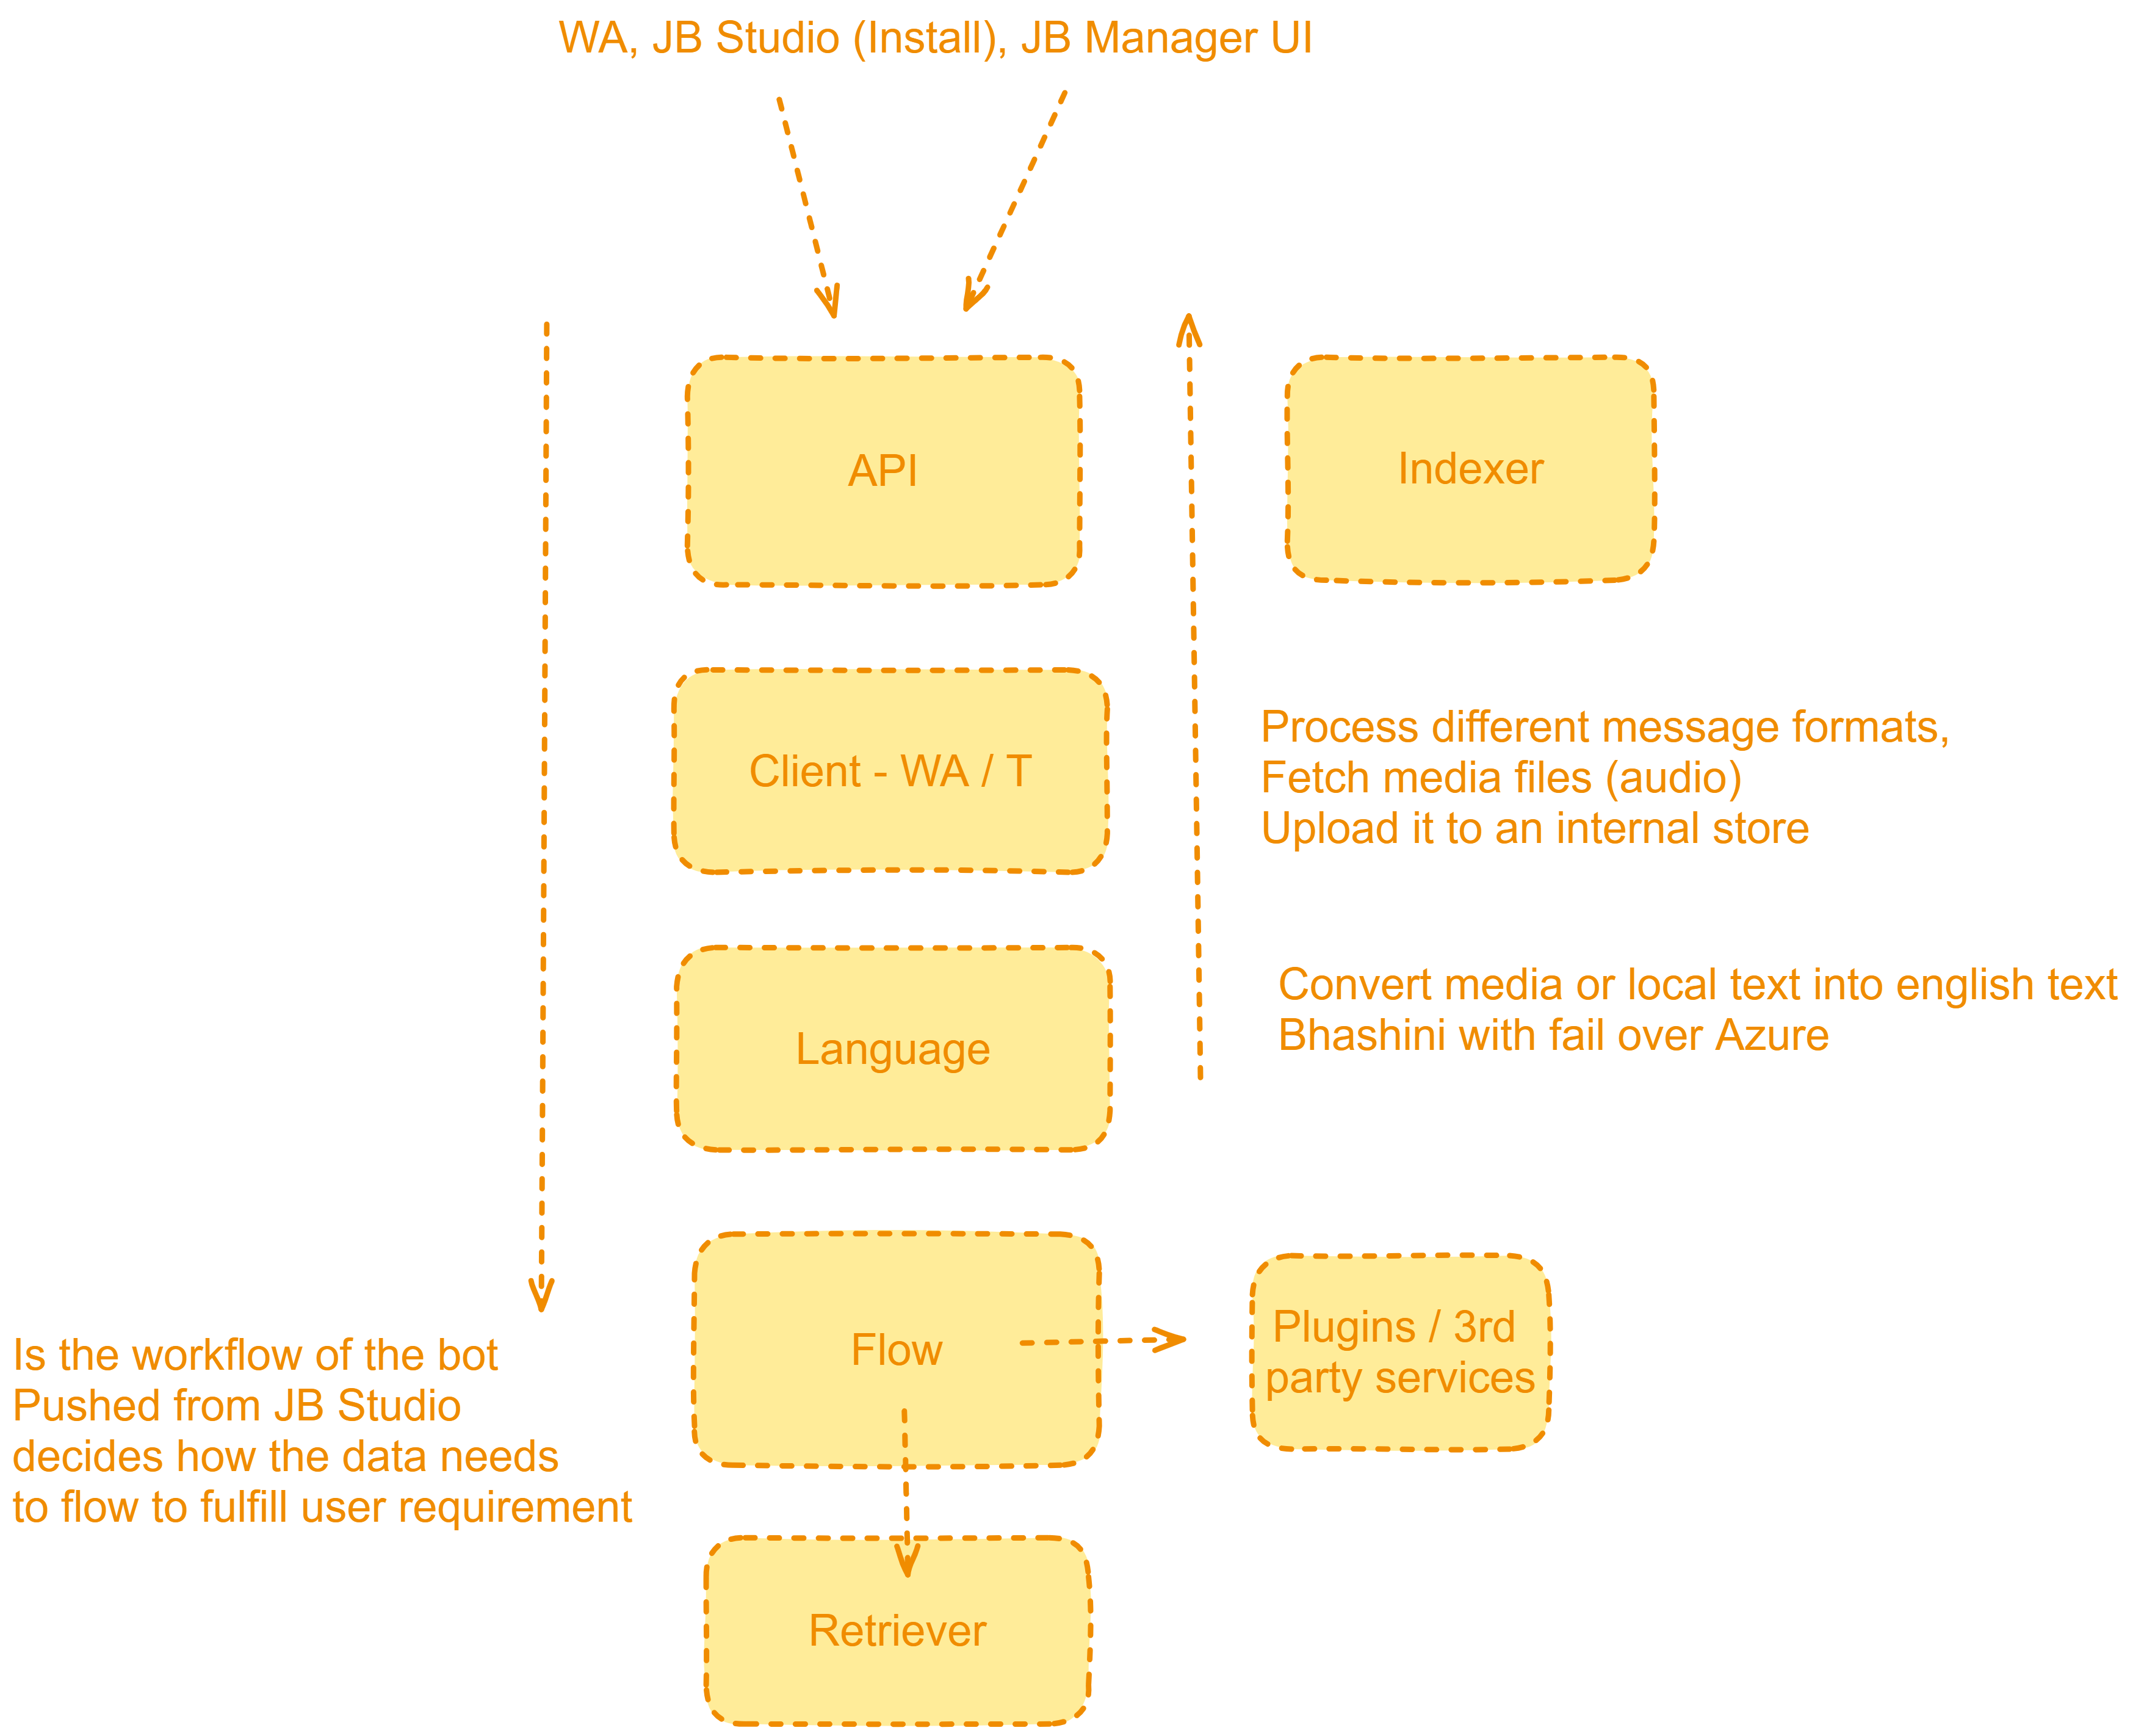 WA, JB Studio (Install), JB Manager UI
API
Indexer
Client - WA / T
Process different message formats,
Fetch media files (audio)
Upload it to an internal store
Language
Convert media or local text into english text
Bhashini with fail over Azure
Flow
Plugins / 3rd
party services
Is the workflow of the bot
Pushed from JB Studio
decides how the data needs
to flow to fulfill user requirement
Retriever